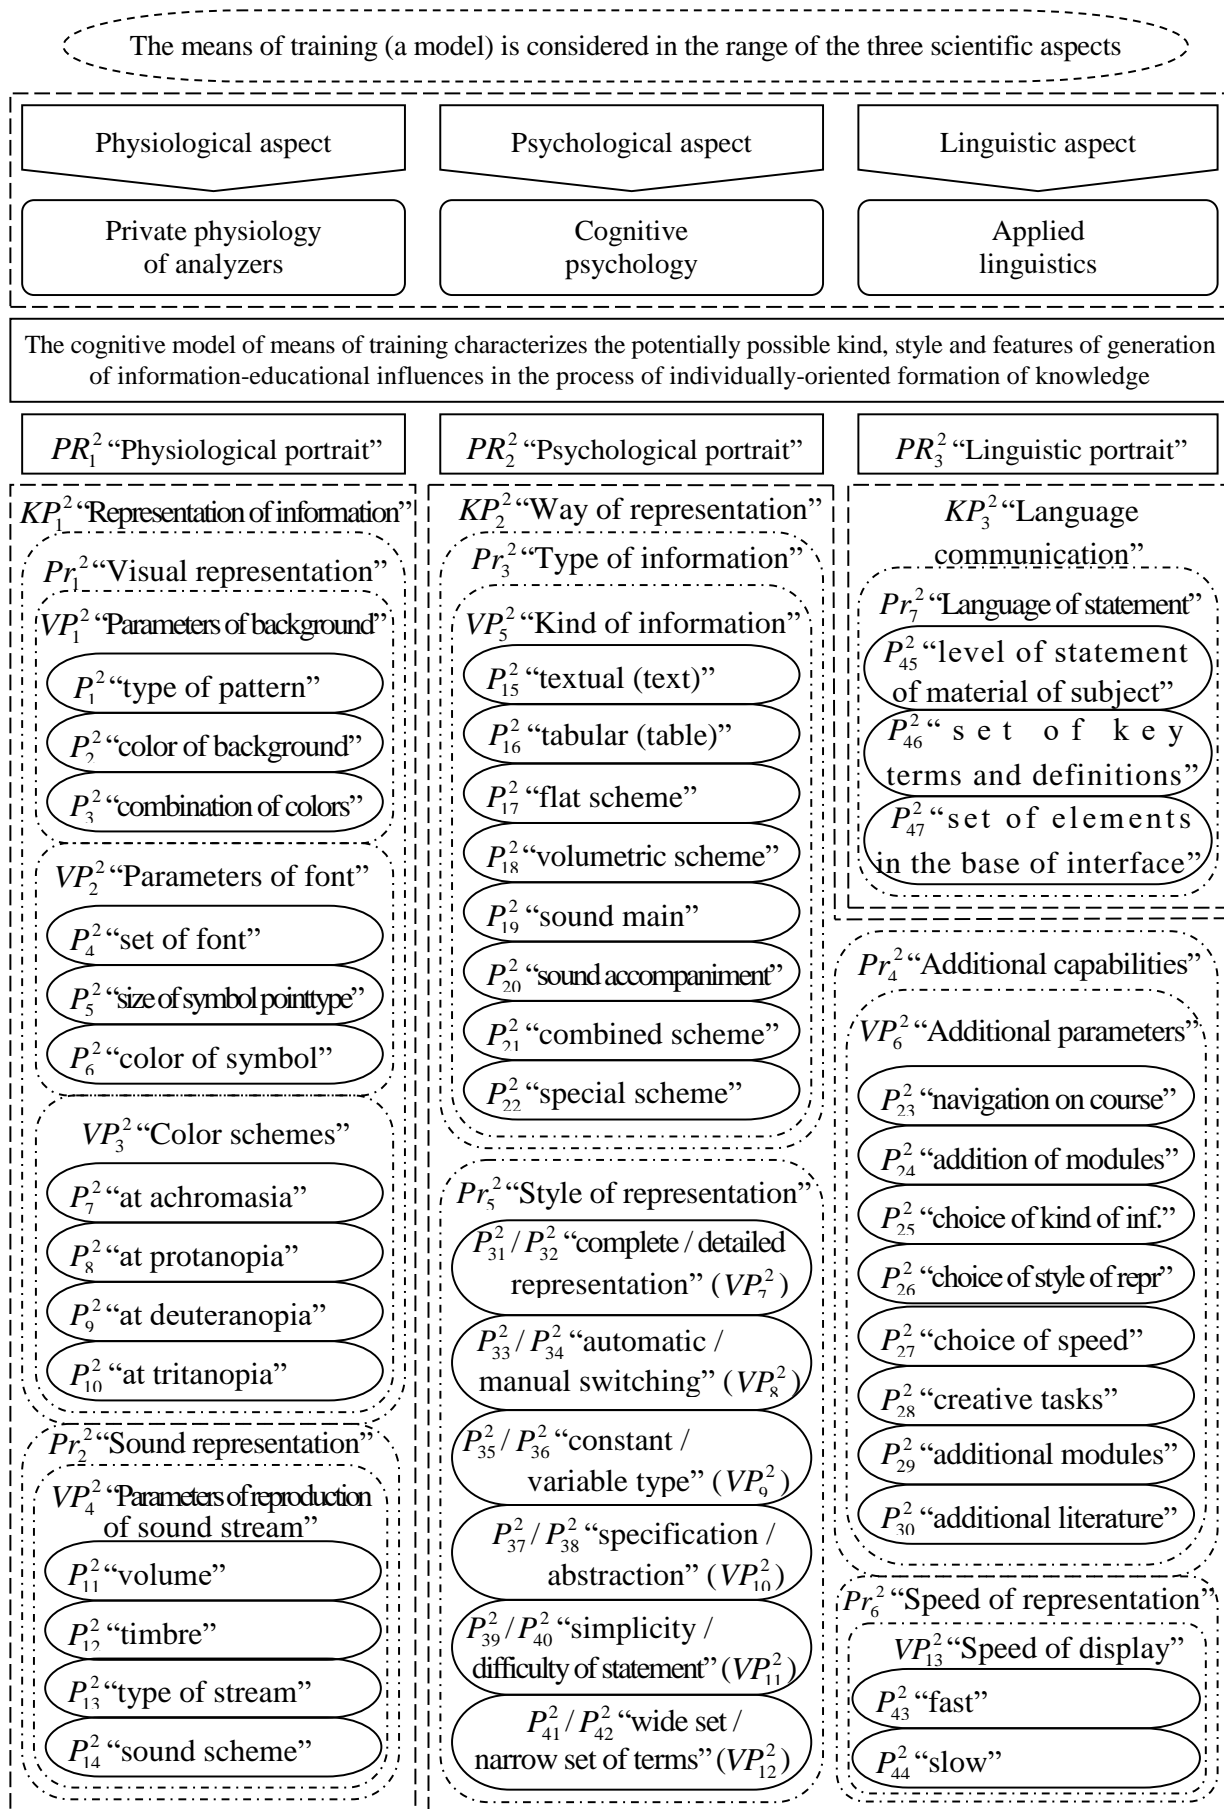 The means of training (a model) is considered in the range of the three scientific aspects
Physiological aspect
Psychological aspect
Linguistic aspect
Private physiology
of analyzers
Cognitive
psychology
Applied
linguistics
The cognitive model of means of training characterizes the potentially possible kind, style and features of generation
of information-educational influences in the process of individually-oriented formation of knowledge
PR₁² “Physiological portrait”
PR₂² “Psychological portrait”
PR₃² “Linguistic portrait”
KP₁² “Representation of information”
Pr₁² “Visual representation”
VP₁² “Parameters of background”
P₁² “type of pattern”
P₂² “color of background”
P₃² “combination of colors”
VP₂² “Parameters of font”
P₄² “set of font”
P₅² “size of symbol pointtype”
P₆² “color of symbol”
VP₃² “Color schemes”
P₇² “at achromasia”
P₈² “at protanopia”
P₉² “at deuteranopia”
P₁₀² “at tritanopia”
Pr₂² “Sound representation”
VP₄² “Parameters of reproduction
of sound stream”
P₁₁² “volume”
P₁₂² “timbre”
P₁₃² “type of stream”
P₁₄² “sound scheme”
KP₂² “Way of representation”
Pr₃² “Type of information”
VP₅² “Kind of information”
P₁₅² “textual (text)”
P₁₆² “tabular (table)”
P₁₇² “flat scheme”
P₁₈² “volumetric scheme”
P₁₉² “sound main”
P₂₀² “sound accompaniment”
P₂₁² “combined scheme”
P₂₂² “special scheme”
Pr₅² “Style of representation”
P₃₁² / P₃₂² “complete / detailed
representation” (VP₇²)
P₃₃² / P₃₄² “automatic /
manual switching” (VP₈²)
P₃₅² / P₃₆² “constant /
variable type” (VP₉²)
P₃₇² / P₃₈² “specification /
abstraction” (VP₁₀²)
P₃₉² / P₄₀² “simplicity /
difficulty of statement” (VP₁₁²)
P₄₁² / P₄₂² “wide set /
narrow set of terms” (VP₁₂²)
KP₃² “Language
communication”
Pr₇² “Language of statement”
P₄₅² “level of statement
of material of subject”
P₄₆² “set of key
terms and definitions”
P₄₇² “set of elements
in the base of interface”
Pr₄² “Additional capabilities”
VP₆² “Additional parameters”
P₂₃² “navigation on course”
P₂₄² “addition of modules”
P₂₅² “choice of kind of inf.”
P₂₆² “choice of style of repr”
P₂₇² “choice of speed”
P₂₈² “creative tasks”
P₂₉² “additional modules”
P₃₀² “additional literature”
Pr₆² “Speed of representation”
VP₁₃² “Speed of display”
P₄₃² “fast”
P₄₄² “slow”